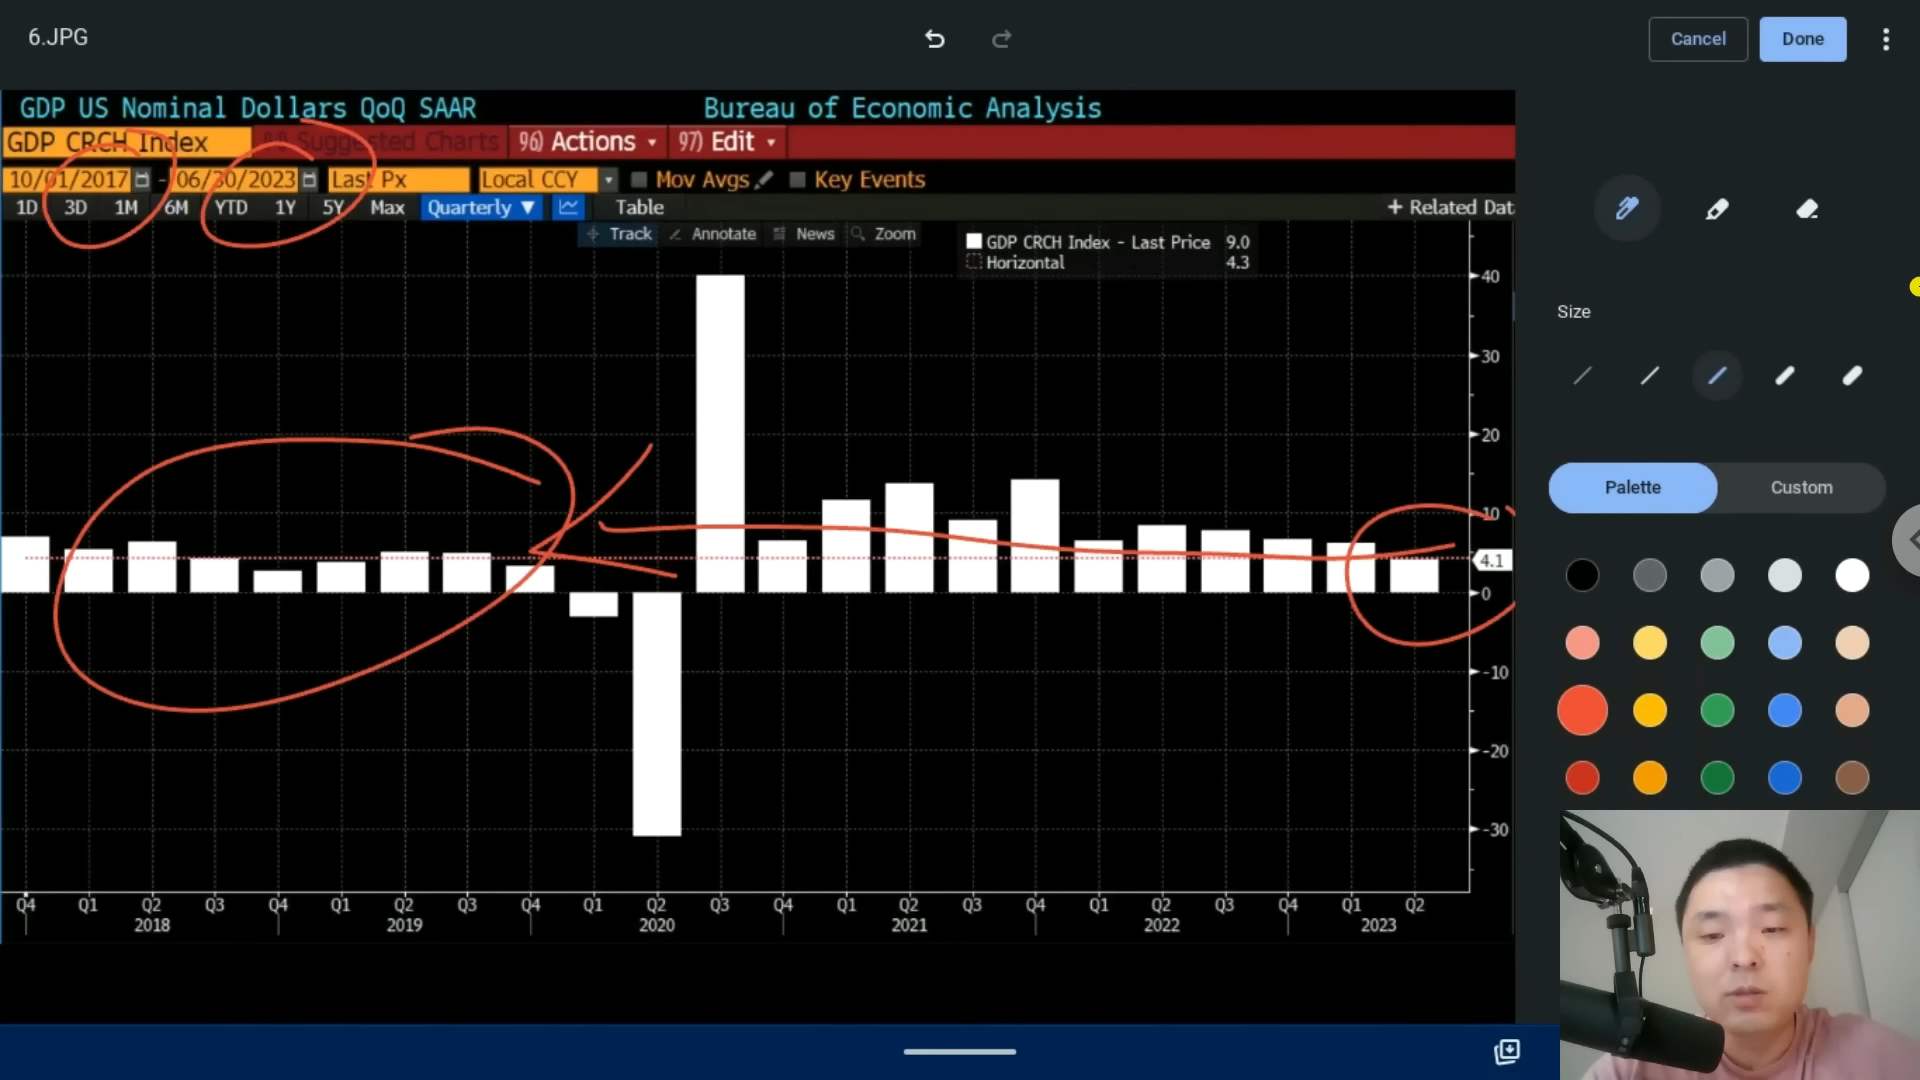 6.JPG
Cancel
Done
GDP US Nominal Dollars QoQ SAAR
Bureau of Economic Analysis
GDP CRCH Index
Suggested Charts
96) Actions
97) Edit
10/01/2017 - 06/30/2023
Last Px
Local CCY
Mov Avgs
Key Events
1D 3D 1M 6M YTD 1Y 5Y Max Quarterly ▼ Table
+ Related Dat
Track Annotate News Zoom
GDP CRCH Index - Last Price 9.0
Horizontal 4.3
40
30
20
10
4.1
0
-10
-20
-30
Q4 Q1 Q2 Q3 Q4 Q1 Q2 Q3 Q4 Q1 Q2 Q3 Q4 Q1 Q2 Q3 Q4 Q1 Q2 Q3 Q4 Q1 Q2
2018 2019 2020 2021 2022 2023
Size
Palette
Custom